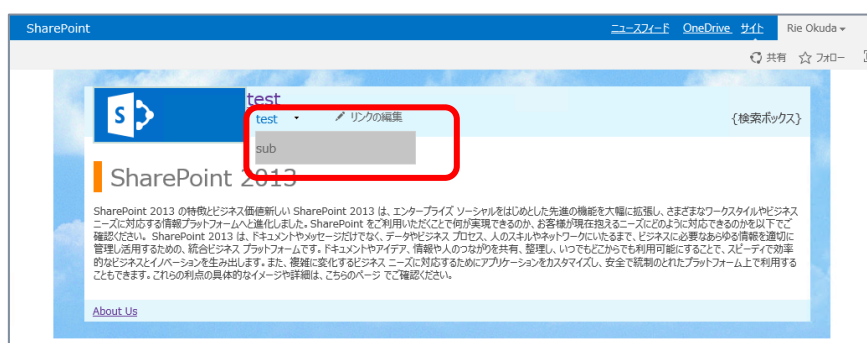 SharePoint
ニュースフィード OneDrive サイト Rie Okuda
共有 フォロー
test
test リンクの編集
{検索ボックス}
sub
SharePoint 2013
SharePoint 2013 の特徴とビジネス価値新しい SharePoint 2013 は、エンタープライズ ソーシャルをはじめとした先進の機能を大幅に拡張し、さまざまなワークスタイルやビジネス
ニーズに対応する情報プラットフォームへと進化しました。SharePoint をご利用いただくことで何が実現できるのか、お客様が現在抱えるニーズにどのように対応できるのかを以下でご
確認ください。SharePoint 2013 は、ドキュメントやメッセージだけでなく、データやビジネス プロセス、人のスキルやネットワークにいたるまで、ビジネスに必要なあらゆる情報を適切に
管理し活用するための、統合ビジネス プラットフォームです。ドキュメントやアイデア、情報や人のつながりを共有、整理し、いつでもどこからでも利用可能にすることで、スピーディで効率
的なビジネスとイノベーションを生み出します。また、複雑に変化するビジネス ニーズに対応するためにアプリケーションをカスタマイズし、安全で統制のとれたプラットフォーム上で利用する
こともできます。これらの利点の具体的なイメージや詳細は、こちらのページ でご確認ください。
About Us